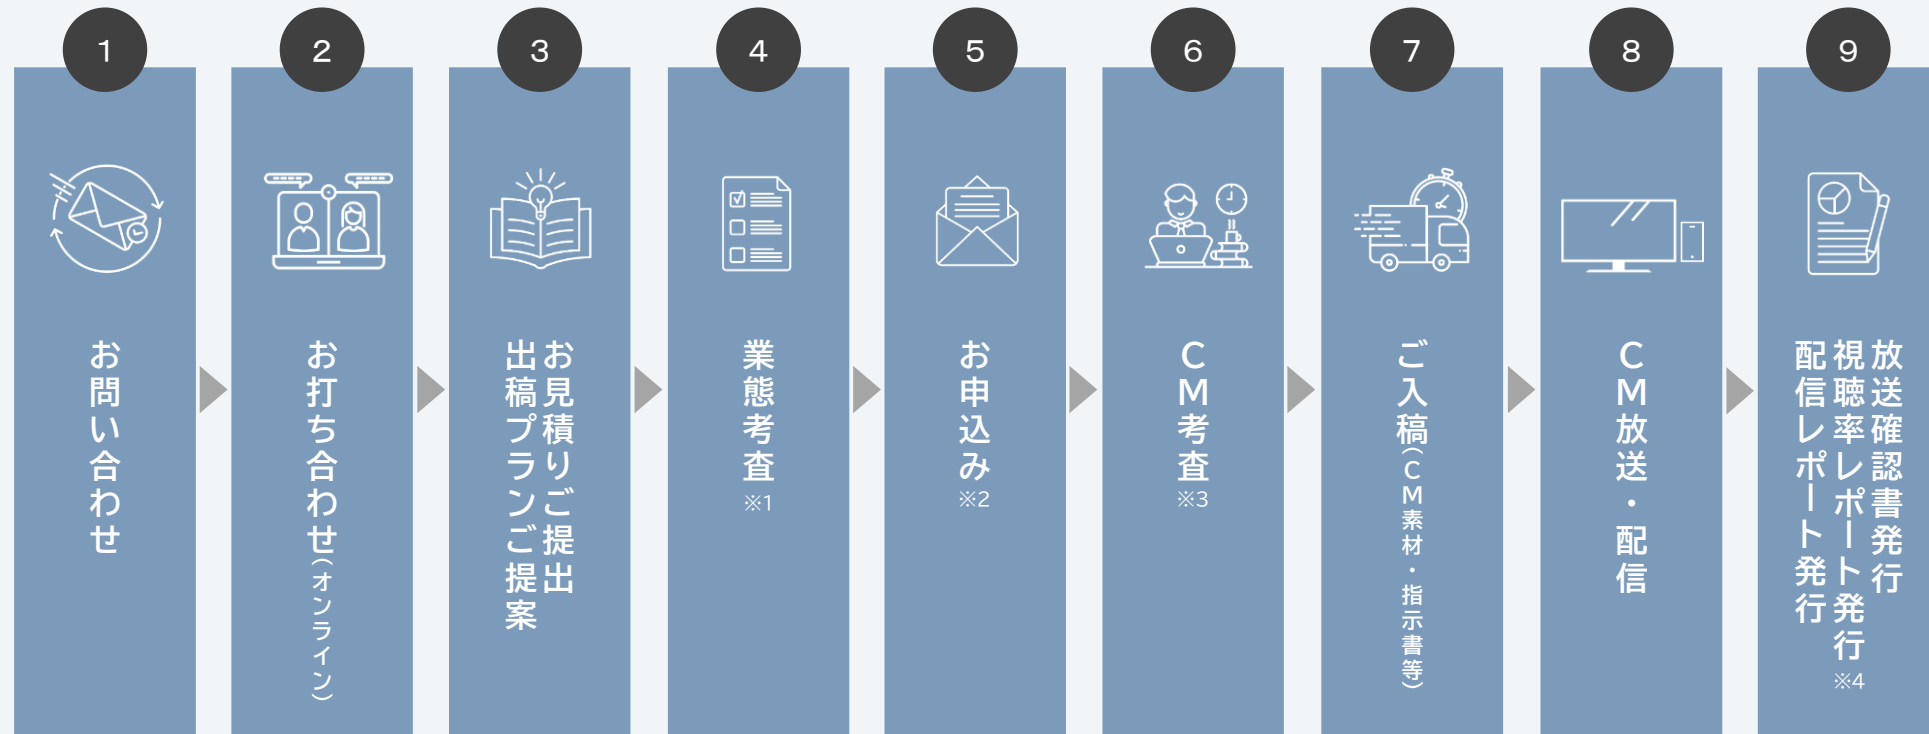 1
お問い合わせ
2
お打ち合わせ(オンライン)
3
お見積りご提出
出稿プランご提案
4
業態考査※1
5
お申込み※2
6
CM考査※3
7
ご入稿(CM素材・指示書等)
8
CM放送・配信
9
放送確認書発行
視聴率レポート発行※4
配信レポート発行